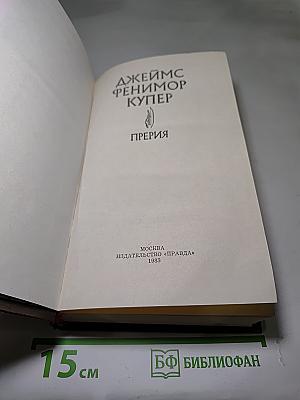 ДЖЕЙМС
ФЕНИМОР
КУПЕР
ПРЕРИЯ
МОСКВА
ИЗДАТЕЛЬСТВО «ПРАВДА»
1983
15 см
БФ БИБЛИОФАН